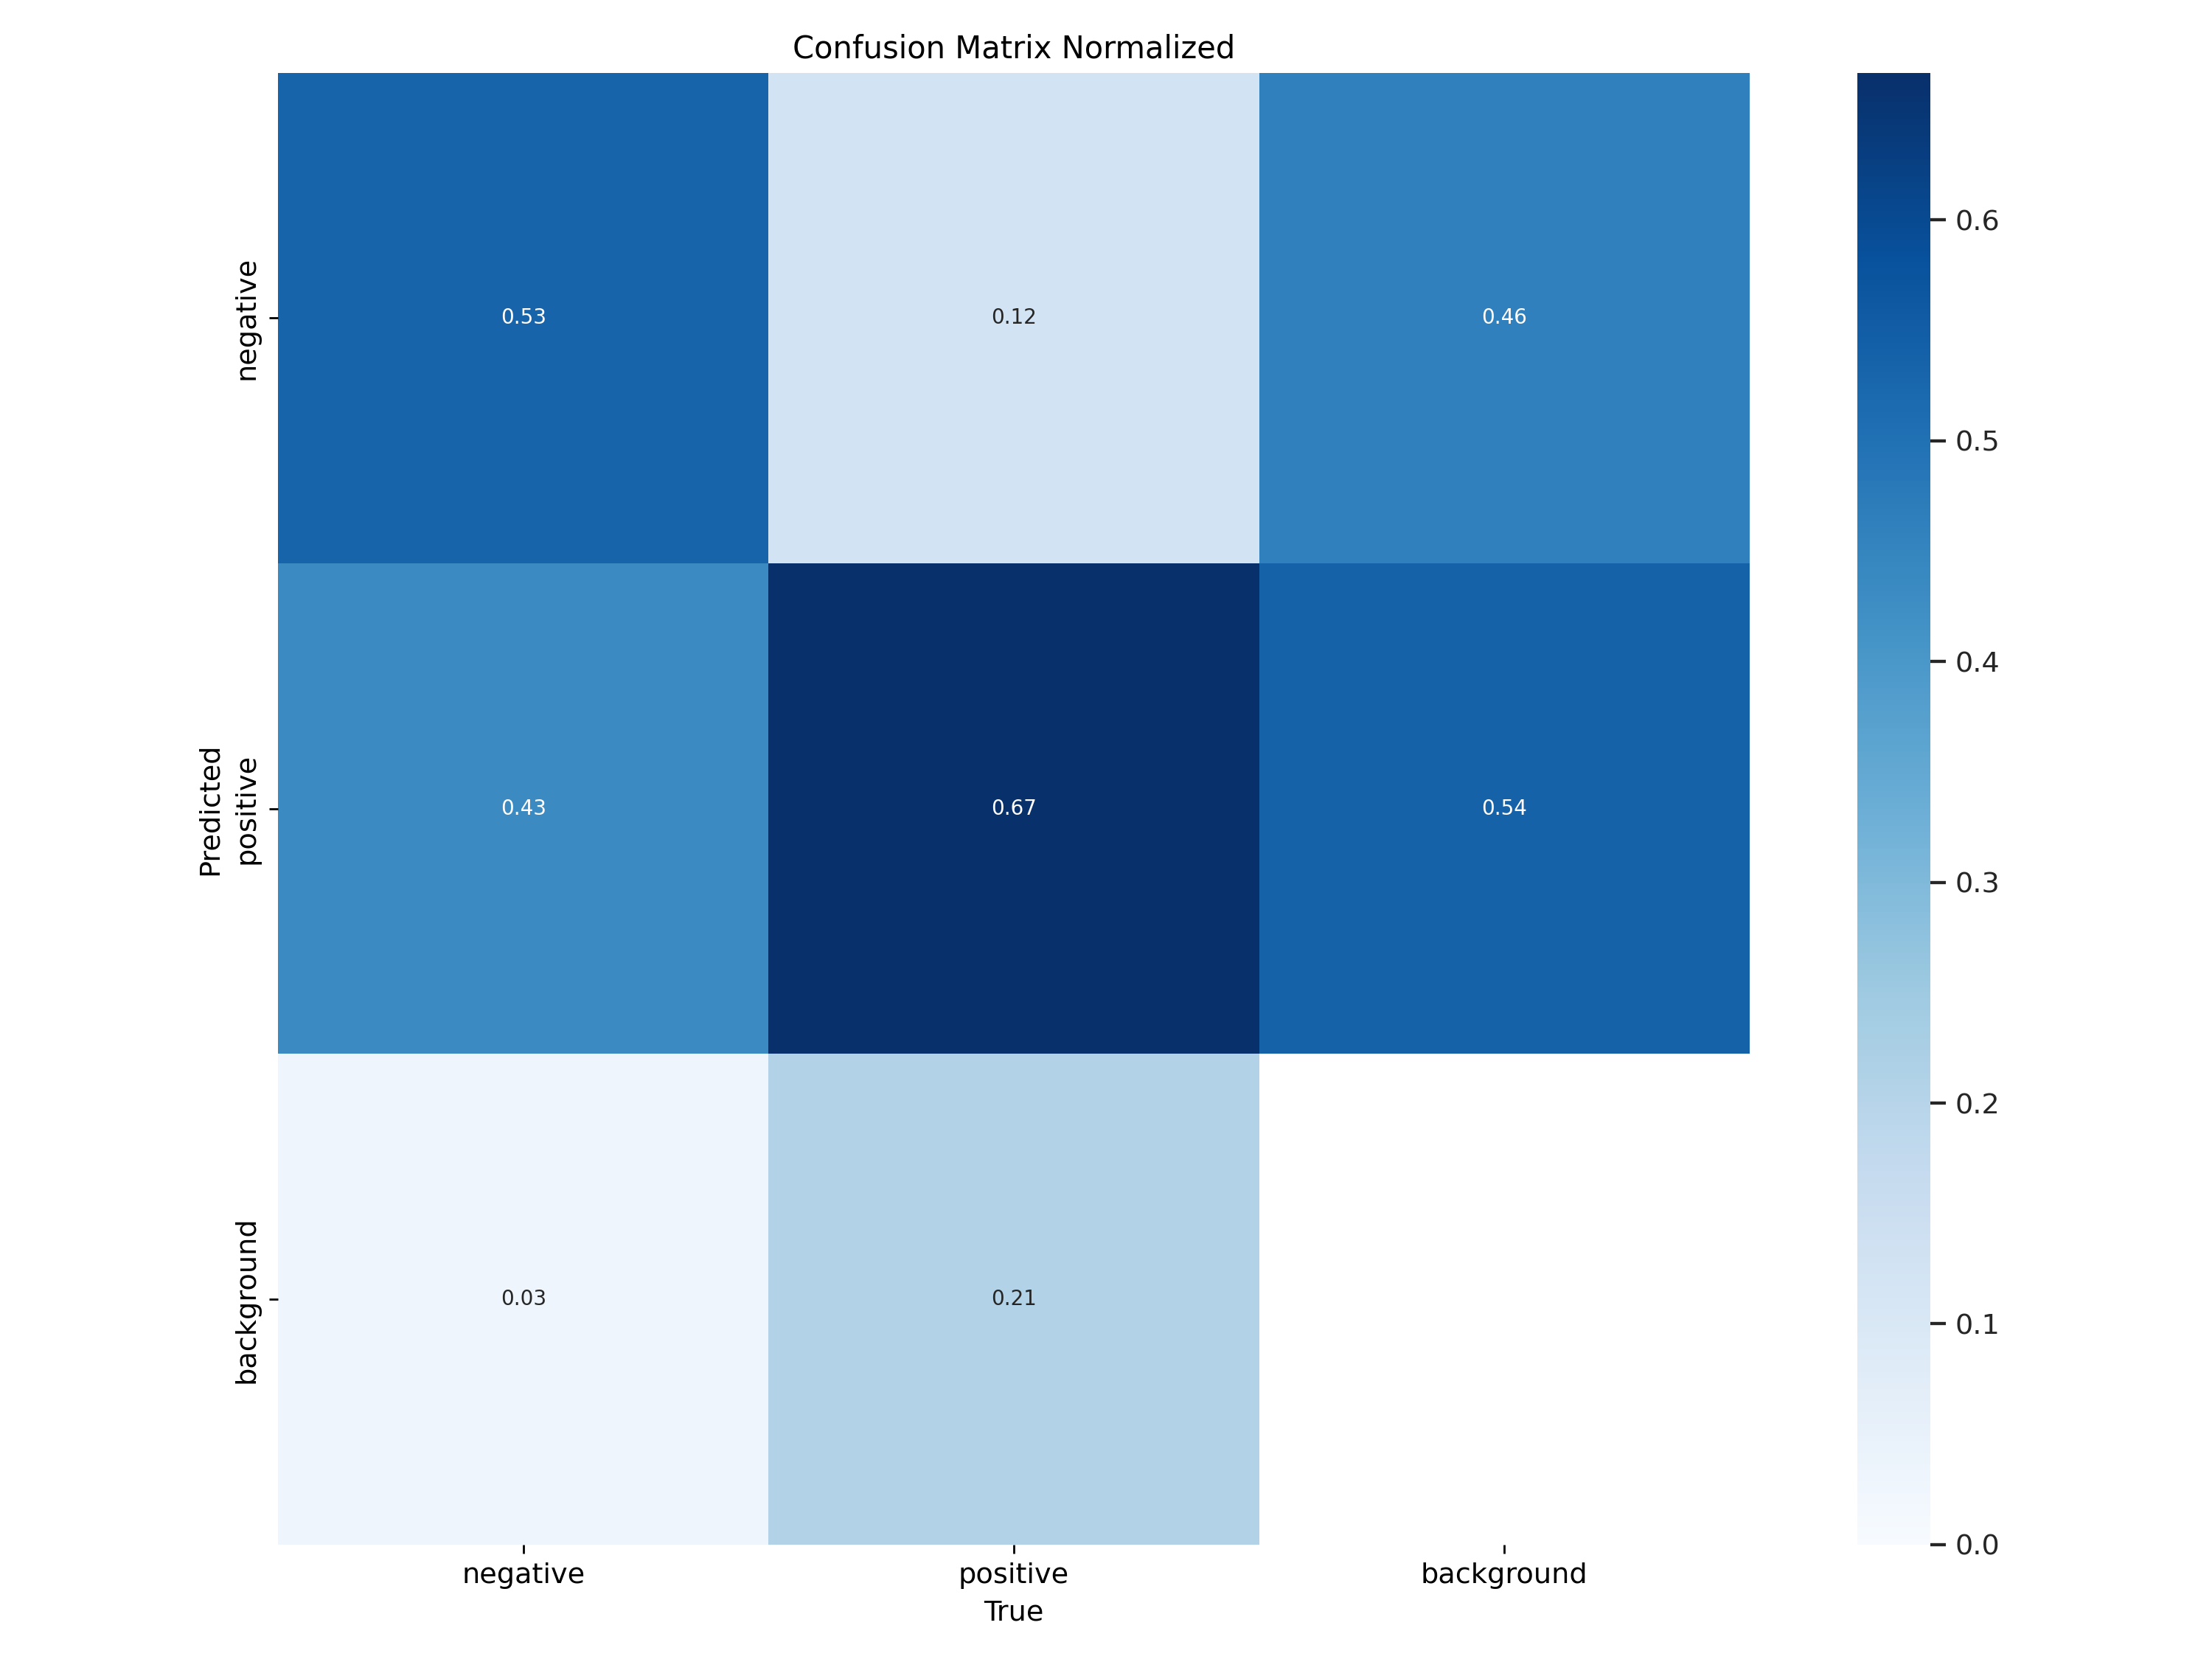 Confusion Matrix Normalized
negative
0.53
0.12
0.46
Predicted
positive
0.43
0.67
0.54
background
0.03
0.21
negative
positive
background
True
0.6
0.5
0.4
0.3
0.2
0.1
0.0